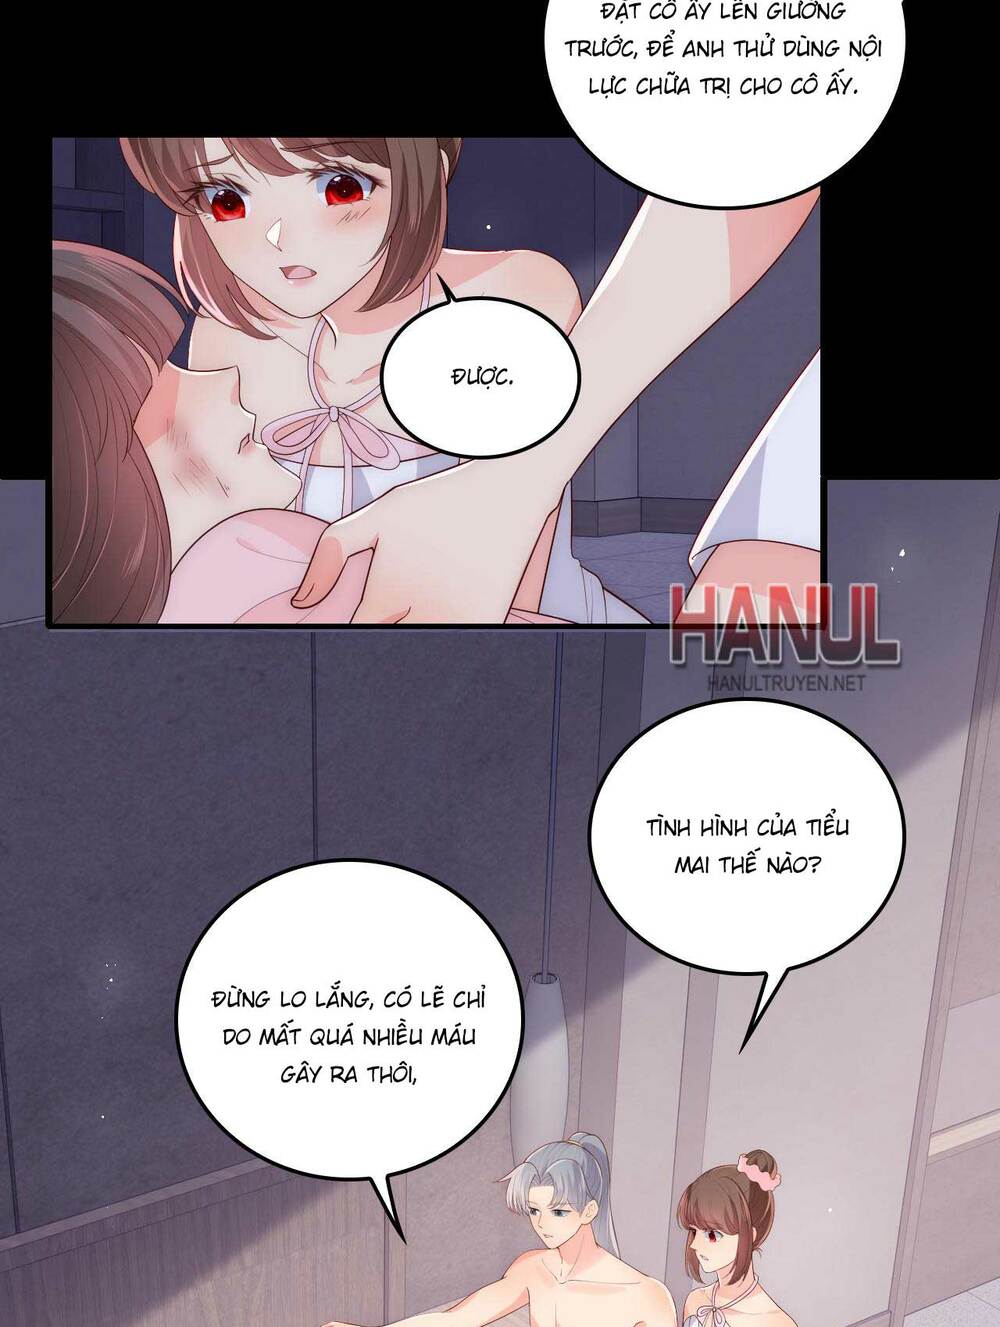 ĐẶT CÔ ẤY LÊN GIƯỜNG
TRƯỚC, ĐỂ ANH THỬ DÙNG NỘI
LỰC CHỮA TRỊ CHO CÔ ẤY.
ĐƯỢC.
HANUL
HANULTRUYEN.NET
TÌNH HÌNH CỦA TIỂU
MAI THẾ NÀO?
ĐỪNG LO LẮNG, CÓ LẼ CHỈ
DO MẤT QUÁ NHIỀU MÁU
GÂY RA THÔI,